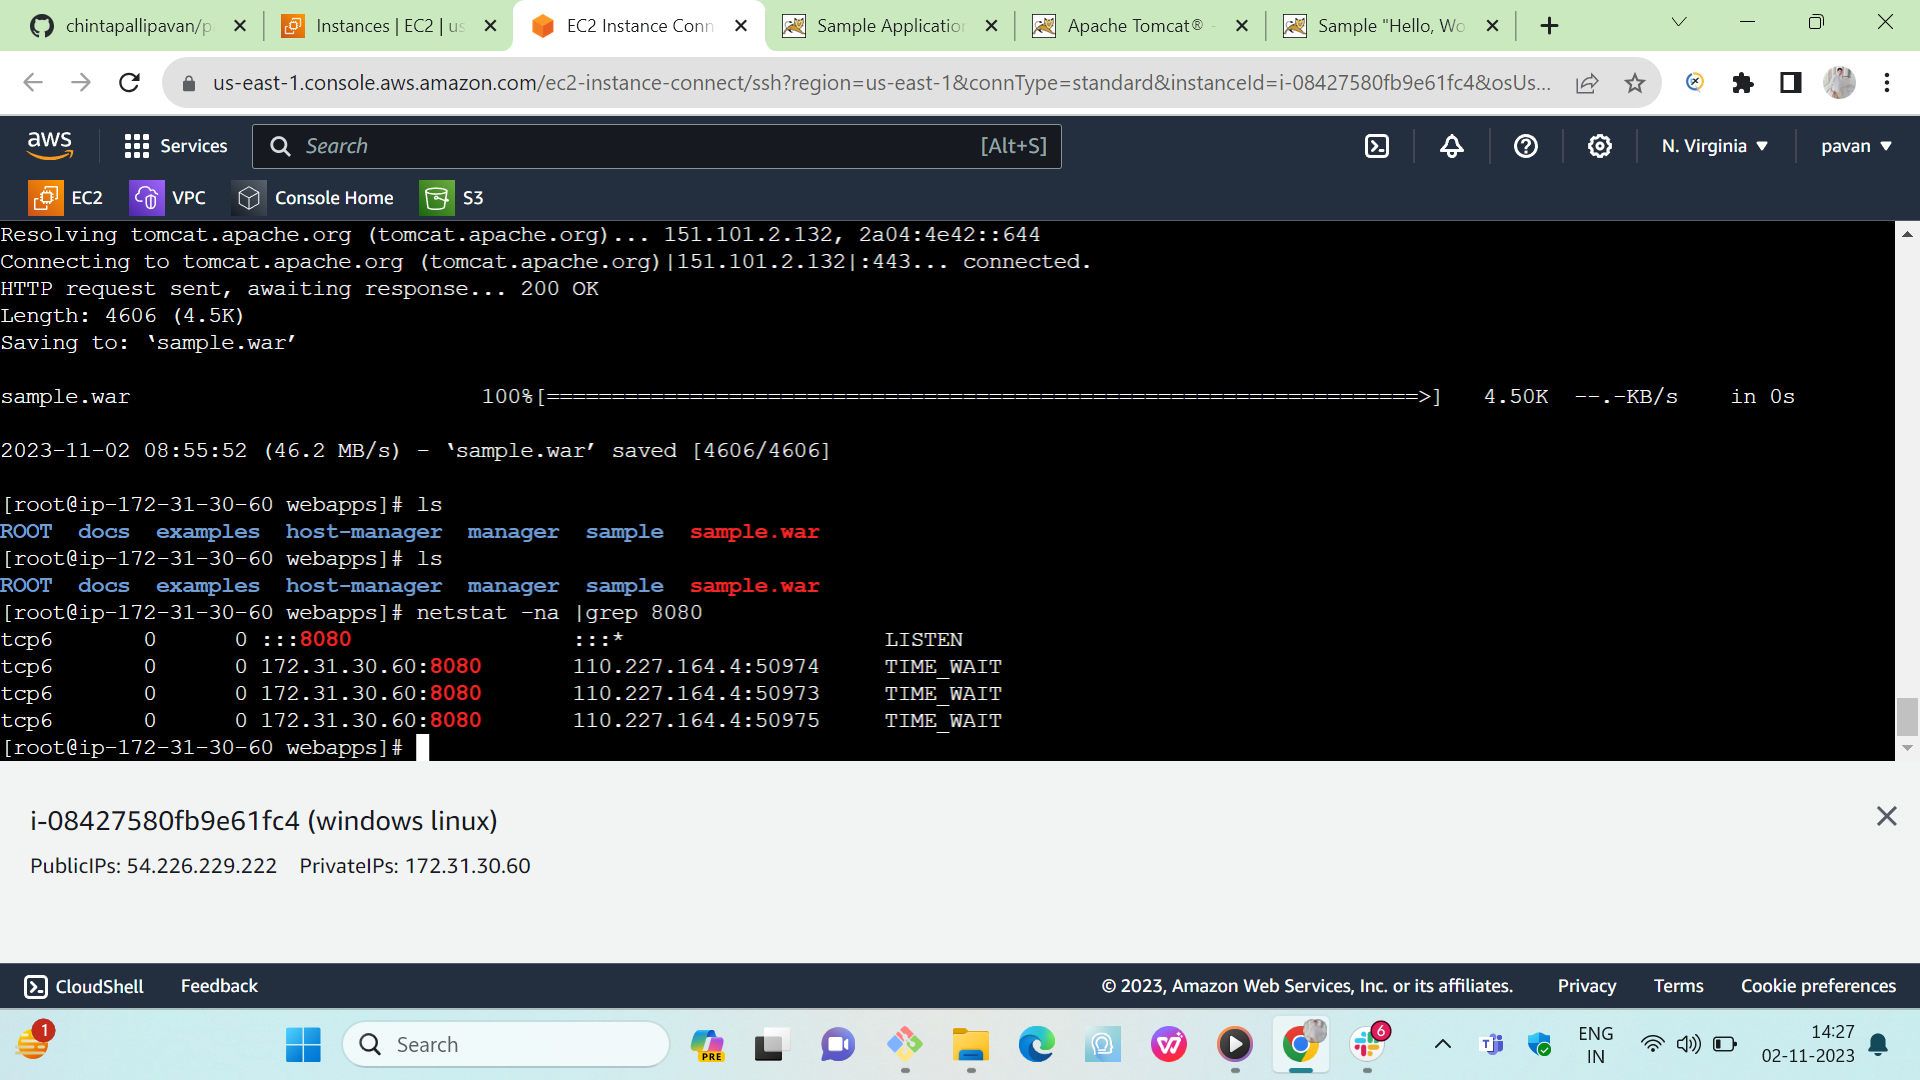 chintapallipavan/p
Instances | EC2 | us
EC2 Instance Conn
Sample Application
Apache Tomcat® -
Sample "Hello, Wo
us-east-1.console.aws.amazon.com/ec2-instance-connect/ssh?region=us-east-1&connType=standard&instanceId=i-08427580fb9e61fc4&osUs...
aws
Services
Search
[Alt+S]
N. Virginia
pavan
EC2
VPC
Console Home
S3
Resolving tomcat.apache.org (tomcat.apache.org)... 151.101.2.132, 2a04:4e42::644
Connecting to tomcat.apache.org (tomcat.apache.org)|151.101.2.132|:443... connected.
HTTP request sent, awaiting response... 200 OK
Length: 4606 (4.5K)
Saving to: ‘sample.war’
sample.war 100%[===================================================================>] 4.50K --.-KB/s in 0s
2023-11-02 08:55:52 (46.2 MB/s) - ‘sample.war’ saved [4606/4606]
[root@ip-172-31-30-60 webapps]# ls
ROOT docs examples host-manager manager sample sample.war
[root@ip-172-31-30-60 webapps]# ls
ROOT docs examples host-manager manager sample sample.war
[root@ip-172-31-30-60 webapps]# netstat -na |grep 8080
tcp6 0 0 :::8080 :::* LISTEN
tcp6 0 0 172.31.30.60:8080 110.227.164.4:50974 TIME_WAIT
tcp6 0 0 172.31.30.60:8080 110.227.164.4:50973 TIME_WAIT
tcp6 0 0 172.31.30.60:8080 110.227.164.4:50975 TIME_WAIT
[root@ip-172-31-30-60 webapps]#
i-08427580fb9e61fc4 (windows linux)
PublicIPs: 54.226.229.222 PrivateIPs: 172.31.30.60
CloudShell
Feedback
© 2023, Amazon Web Services, Inc. or its affiliates.
Privacy
Terms
Cookie preferences
1
Search
PRE
6
ENG
IN
14:27
02-11-2023